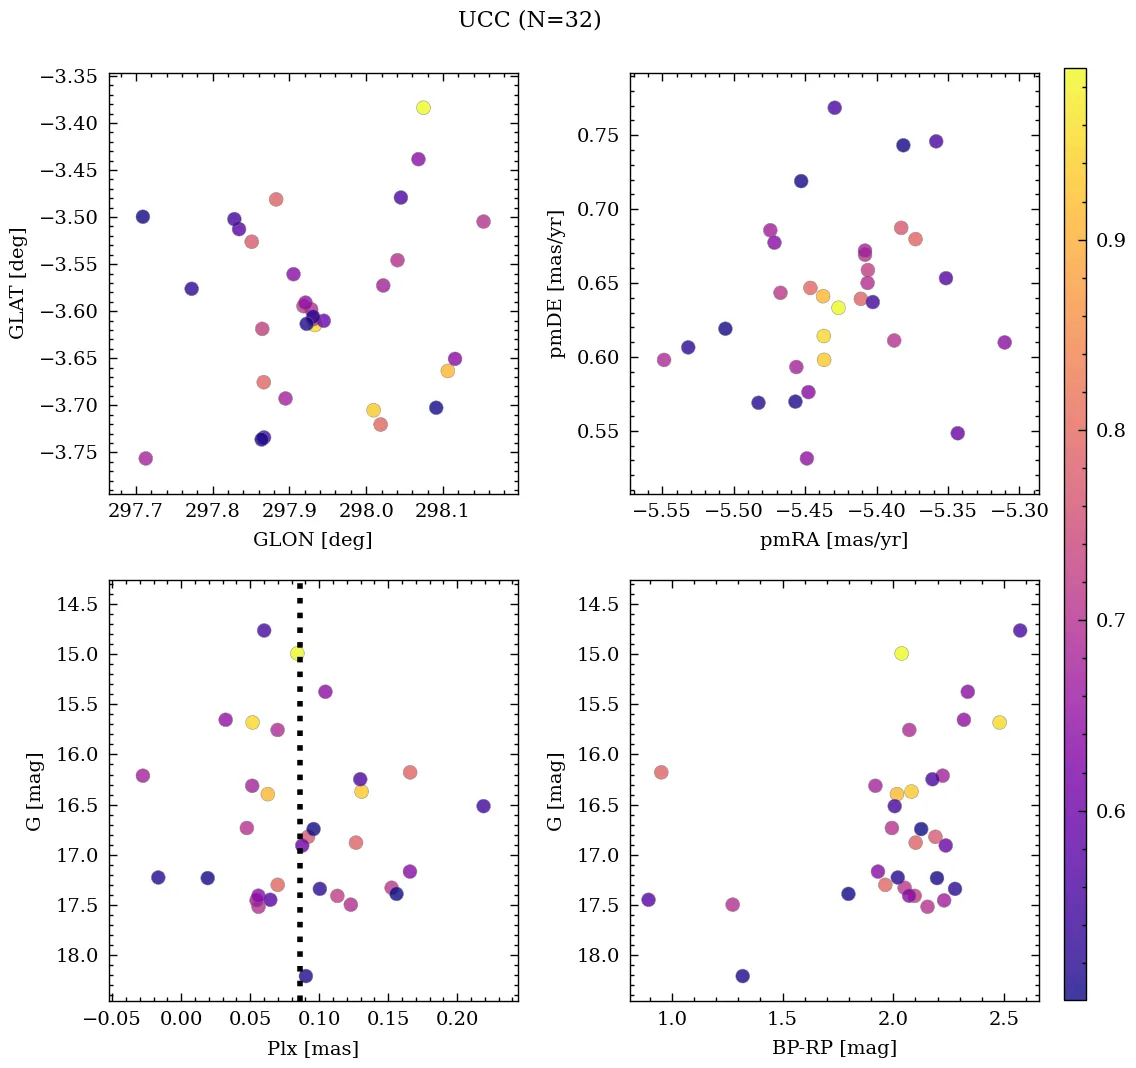 UCC (N=32)
−3.35
−3.40
−3.45
−3.50
−3.55
−3.60
−3.65
−3.70
−3.75
GLAT [deg]
297.7 297.8 297.9 298.0 298.1
GLON [deg]
0.75
0.70
0.65
0.60
0.55
pmDE [mas/yr]
−5.55 −5.50 −5.45 −5.40 −5.35 −5.30
pmRA [mas/yr]
14.5
15.0
15.5
16.0
16.5
17.0
17.5
18.0
G [mag]
−0.05 0.00 0.05 0.10 0.15 0.20
Plx [mas]
14.5
15.0
15.5
16.0
16.5
17.0
17.5
18.0
G [mag]
1.0 1.5 2.0 2.5
BP-RP [mag]
0.9
0.8
0.7
0.6